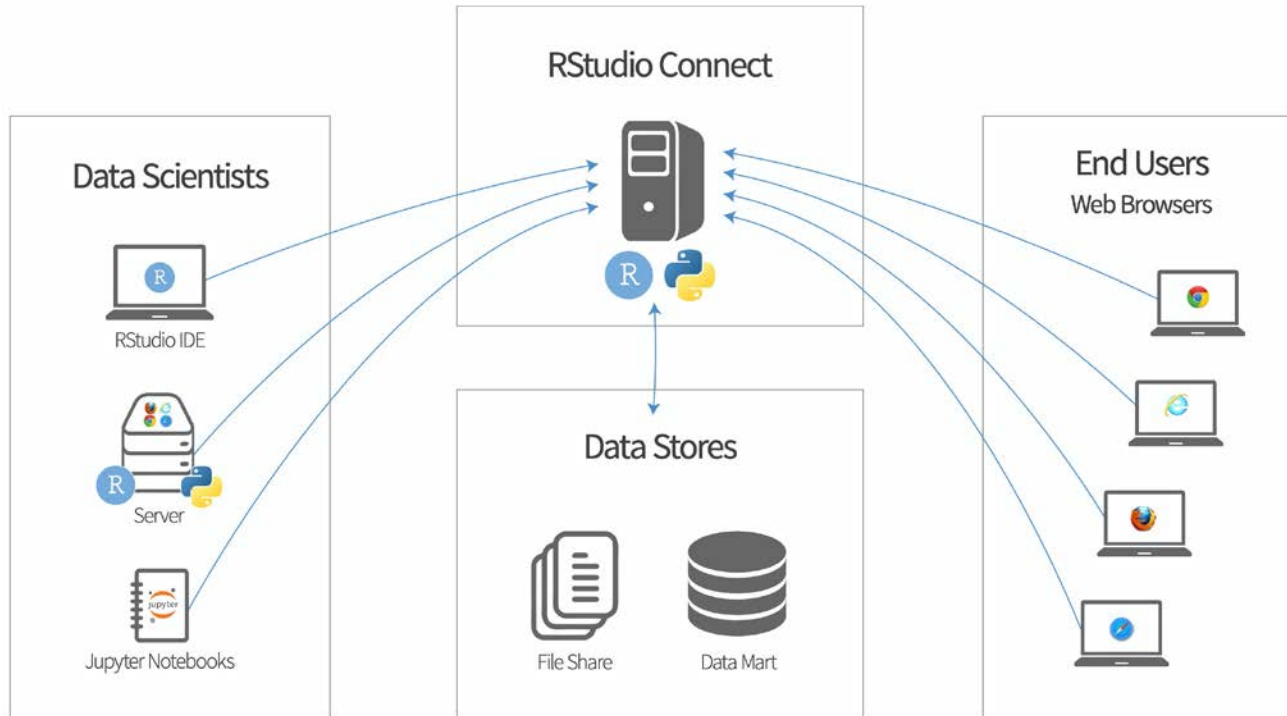 RStudio Connect
R
Data Scientists
R
RStudio IDE
R
Server
jupyter
Jupyter Notebooks
Data Stores
File Share
Data Mart
End Users
Web Browsers